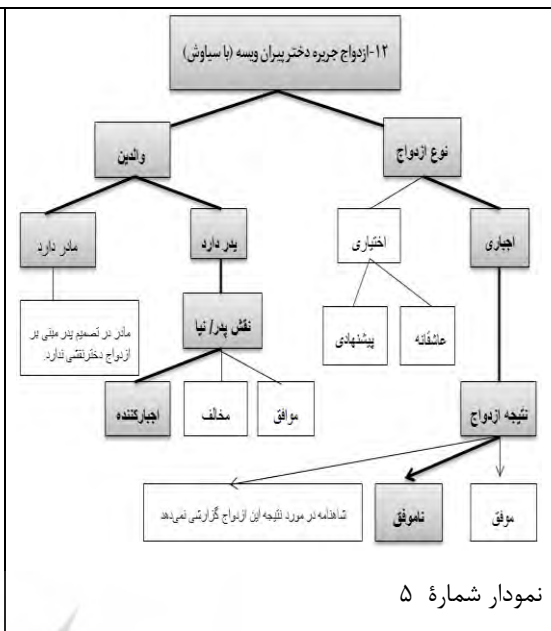 ۱۲-ازدواج جریره دختر پیران ویسه (با سیاوش)
نوع ازدواج
والدین
اجباری
اختیاری
پدر دارد
مادر دارد
عاشقانه
پیشنهادی
نقش پدر/ نیا
مادر در تصمیم پدر مبنی بر
ازدواج دخترنقشی ندارد.
نتیجه ازدواج
موافق
مخالف
اجبارکننده
موفق
ناموفق
شاهنامه در مورد نتیجه این ازدواج گزارشی نمی‌دهد
نمودار شمارهٔ ۵